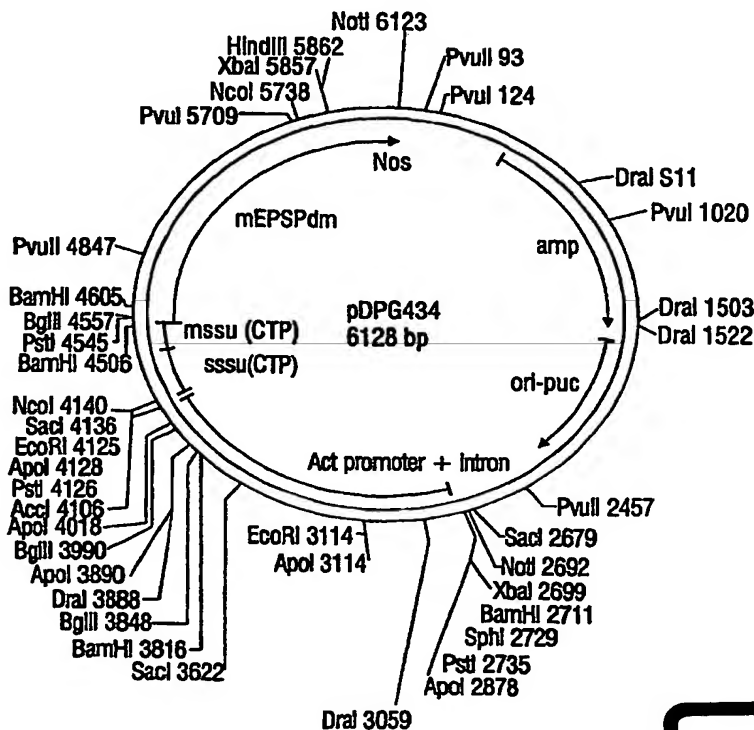 NotI 6123
HindIII 5862
XbaI 5857
NcoI 5738
PvuI 5709
PvuII 93
PvuI 124
DraI S11
PvuI 1020
DraI 1503
DraI 1522
Nos
mEPSPdm
amp
PvuII 4847
BamHI 4605
BglII 4557
PstI 4545
BamHI 4506
mssu (CTP)
sssu(CTP)
pDPG434
6128 bp
ori-puc
NcoI 4140
SacI 4136
EcoRI 4125
ApoI 4128
PstI 4126
AccI 4106
ApoI 4018
BglII 3990
ApoI 3890
DraI 3888
BglII 3848
BamHI 3816
SacI 3622
Act promoter + intron
EcoRI 3114
ApoI 3114
DraI 3059
PvuII 2457
SacI 2679
NotI 2692
XbaI 2699
BamHI 2711
SphI 2729
PstI 2735
ApoI 2878